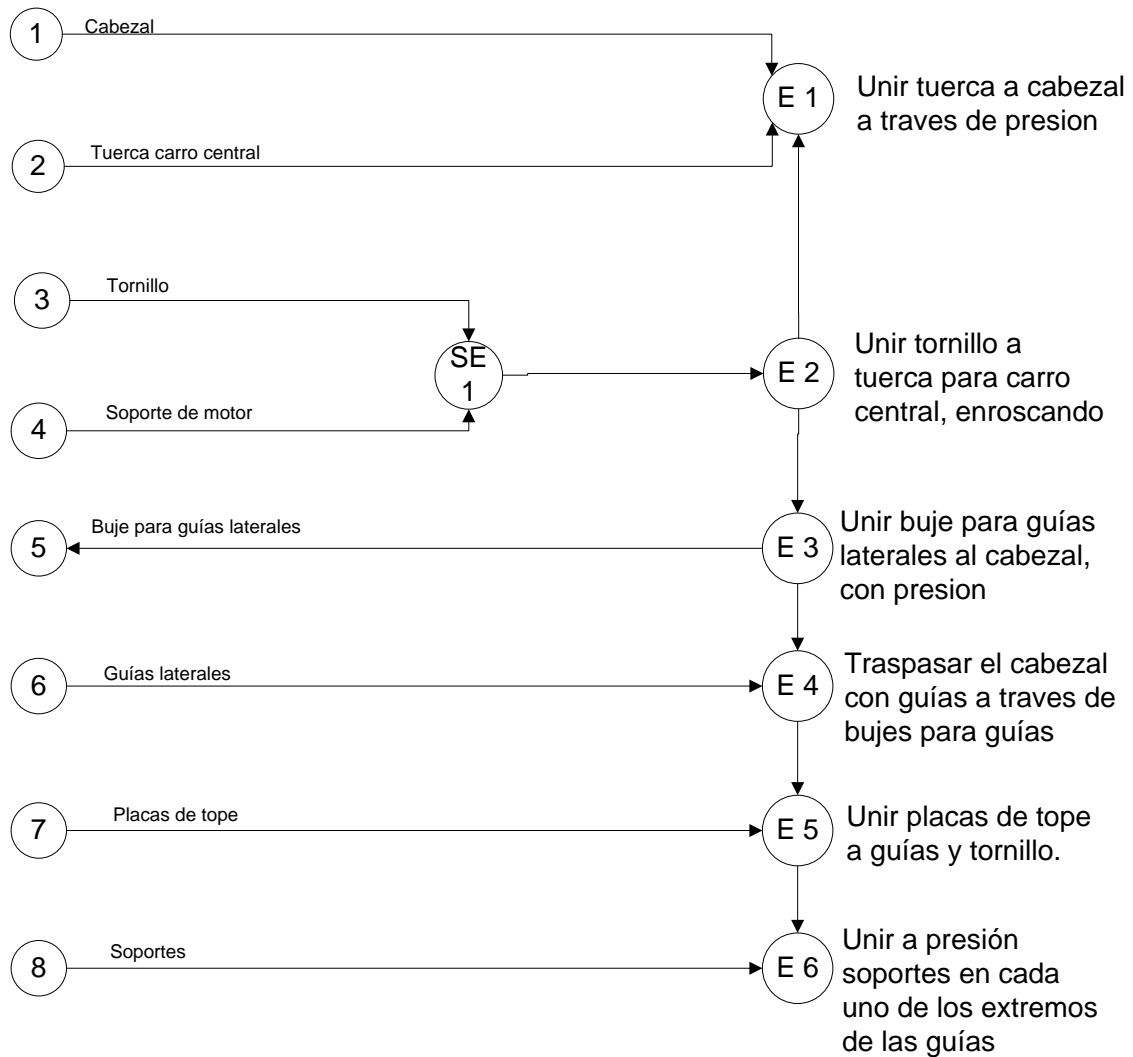 1
Cabezal
E 1
Unir tuerca a cabezal
a traves de presion
2
Tuerca carro central
3
Tornillo
SE
1
E 2
Unir tornillo a
tuerca para carro
central, enroscando
4
Soporte de motor
5
Buje para guías laterales
E 3
Unir buje para guías
laterales al cabezal,
con presion
6
Guías laterales
E 4
Traspasar el cabezal
con guías a traves de
bujes para guías
7
Placas de tope
E 5
Unir placas de tope
a guías y tornillo.
8
Soportes
E 6
Unir a presión
soportes en cada
uno de los extremos
de las guías